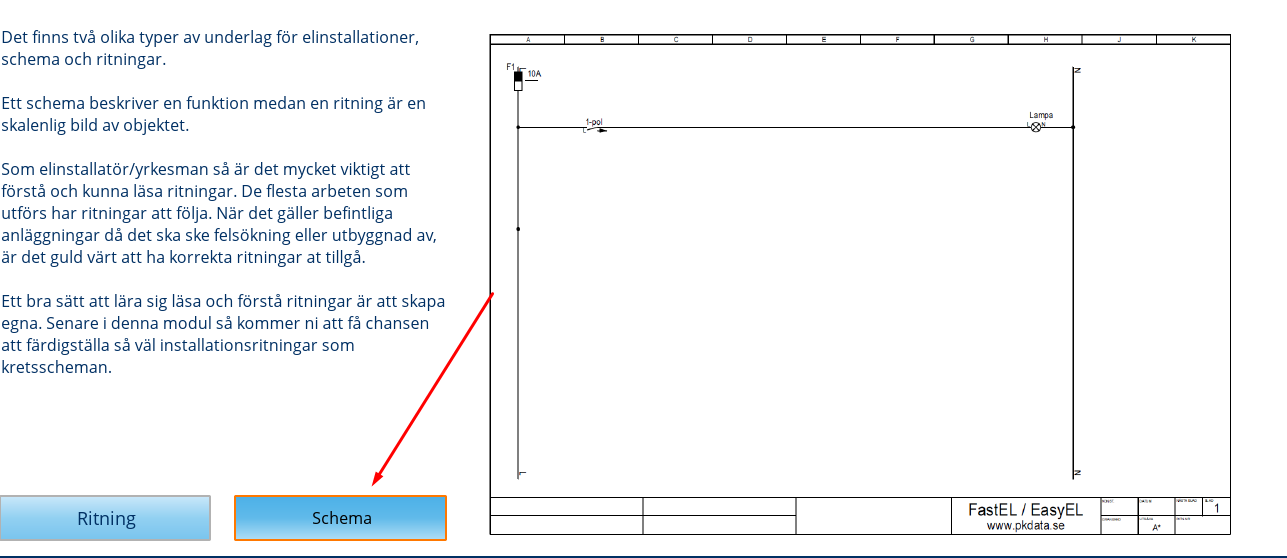 Det finns två olika typer av underlag för elinstallationer,
schema och ritningar.
Ett schema beskriver en funktion medan en ritning är en
skalenlig bild av objektet.
Som elinstallatör/yrkesman så är det mycket viktigt att
förstå och kunna läsa ritningar. De flesta arbeten som
utförs har ritningar att följa. När det gäller befintliga
anläggningar då det ska ske felsökning eller utbyggnad av,
är det guld värt att ha korrekta ritningar at tillgå.
Ett bra sätt att lära sig läsa och förstå ritningar är att skapa
egna. Senare i denna modul så kommer ni att få chansen
att färdigställa så väl installationsritningar som
kretsscheman.
Ritning
Schema
A B C D E F G H J K
F1 L
10A
N
1-pol
L
Lampa
L N
L
N
FastEL / EasyEL
www.pkdata.se
1
A*